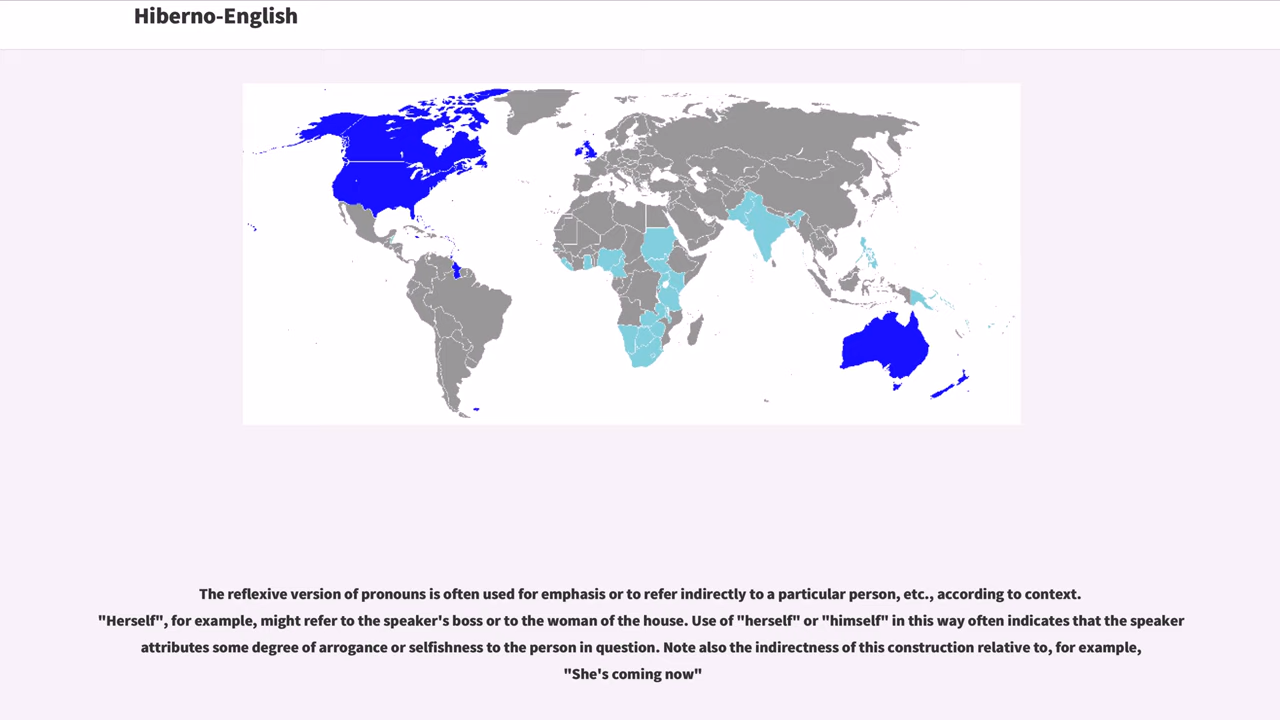 Hiberno-English
The reflexive version of pronouns is often used for emphasis or to refer indirectly to a particular person, etc., according to context.
"Herself", for example, might refer to the speaker's boss or to the woman of the house. Use of "herself" or "himself" in this way often indicates that the speaker
attributes some degree of arrogance or selfishness to the person in question. Note also the indirectness of this construction relative to, for example,
"She's coming now"